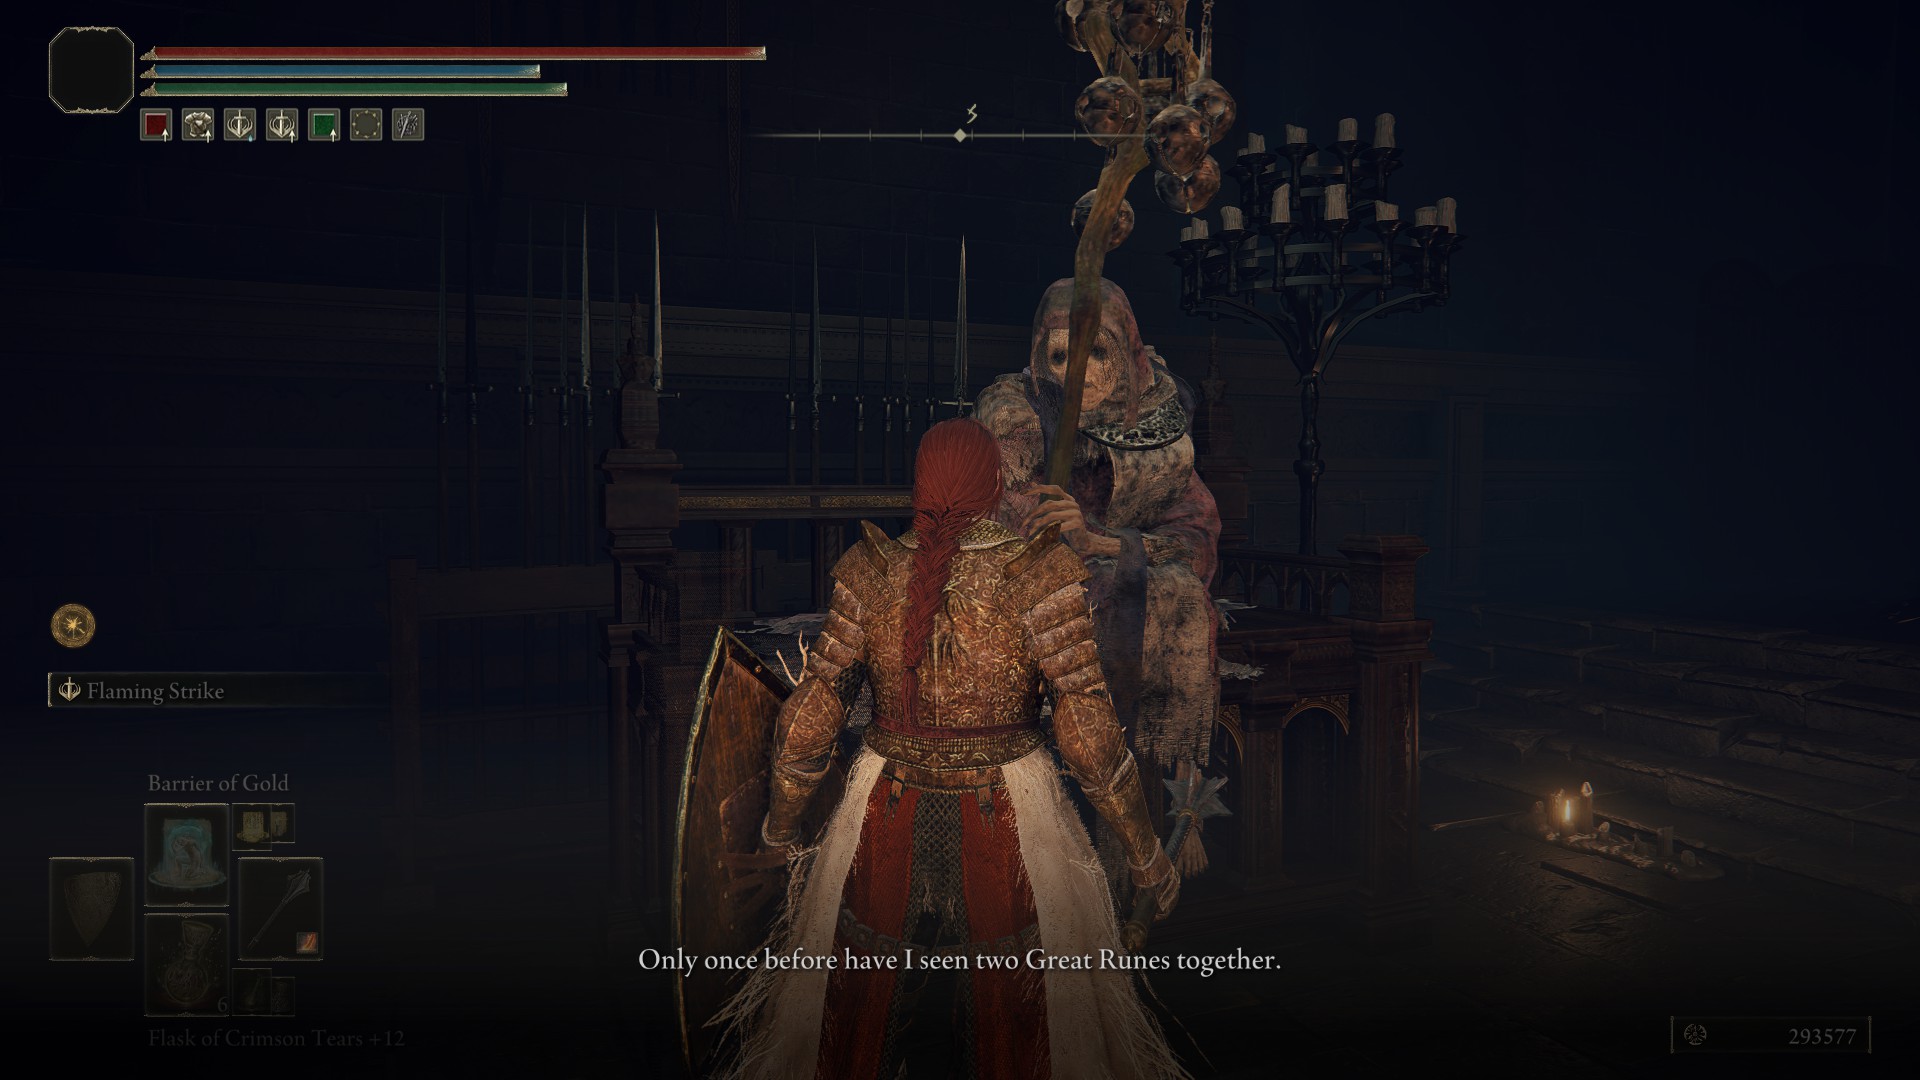 Flaming Strike
Barrier of Gold
6
Flask of Crimson Tears +12
Only once before have I seen two Great Runes together.
293577